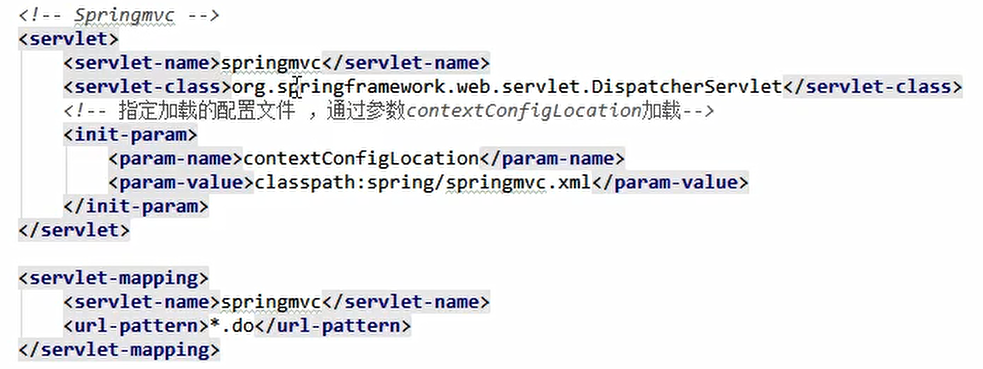 <!-- Springmvc -->
<servlet>
<servlet-name>springmvc</servlet-name>
<servlet-class>org.springframework.web.servlet.DispatcherServlet</servlet-class>
<!-- 指定加载的配置文件 ，通过参数contextConfigLocation加载-->
<init-param>
<param-name>contextConfigLocation</param-name>
<param-value>classpath:spring/springmvc.xml</param-value>
</init-param>
</servlet>
<servlet-mapping>
<servlet-name>springmvc</servlet-name>
<url-pattern>*.do</url-pattern>
</servlet-mapping>